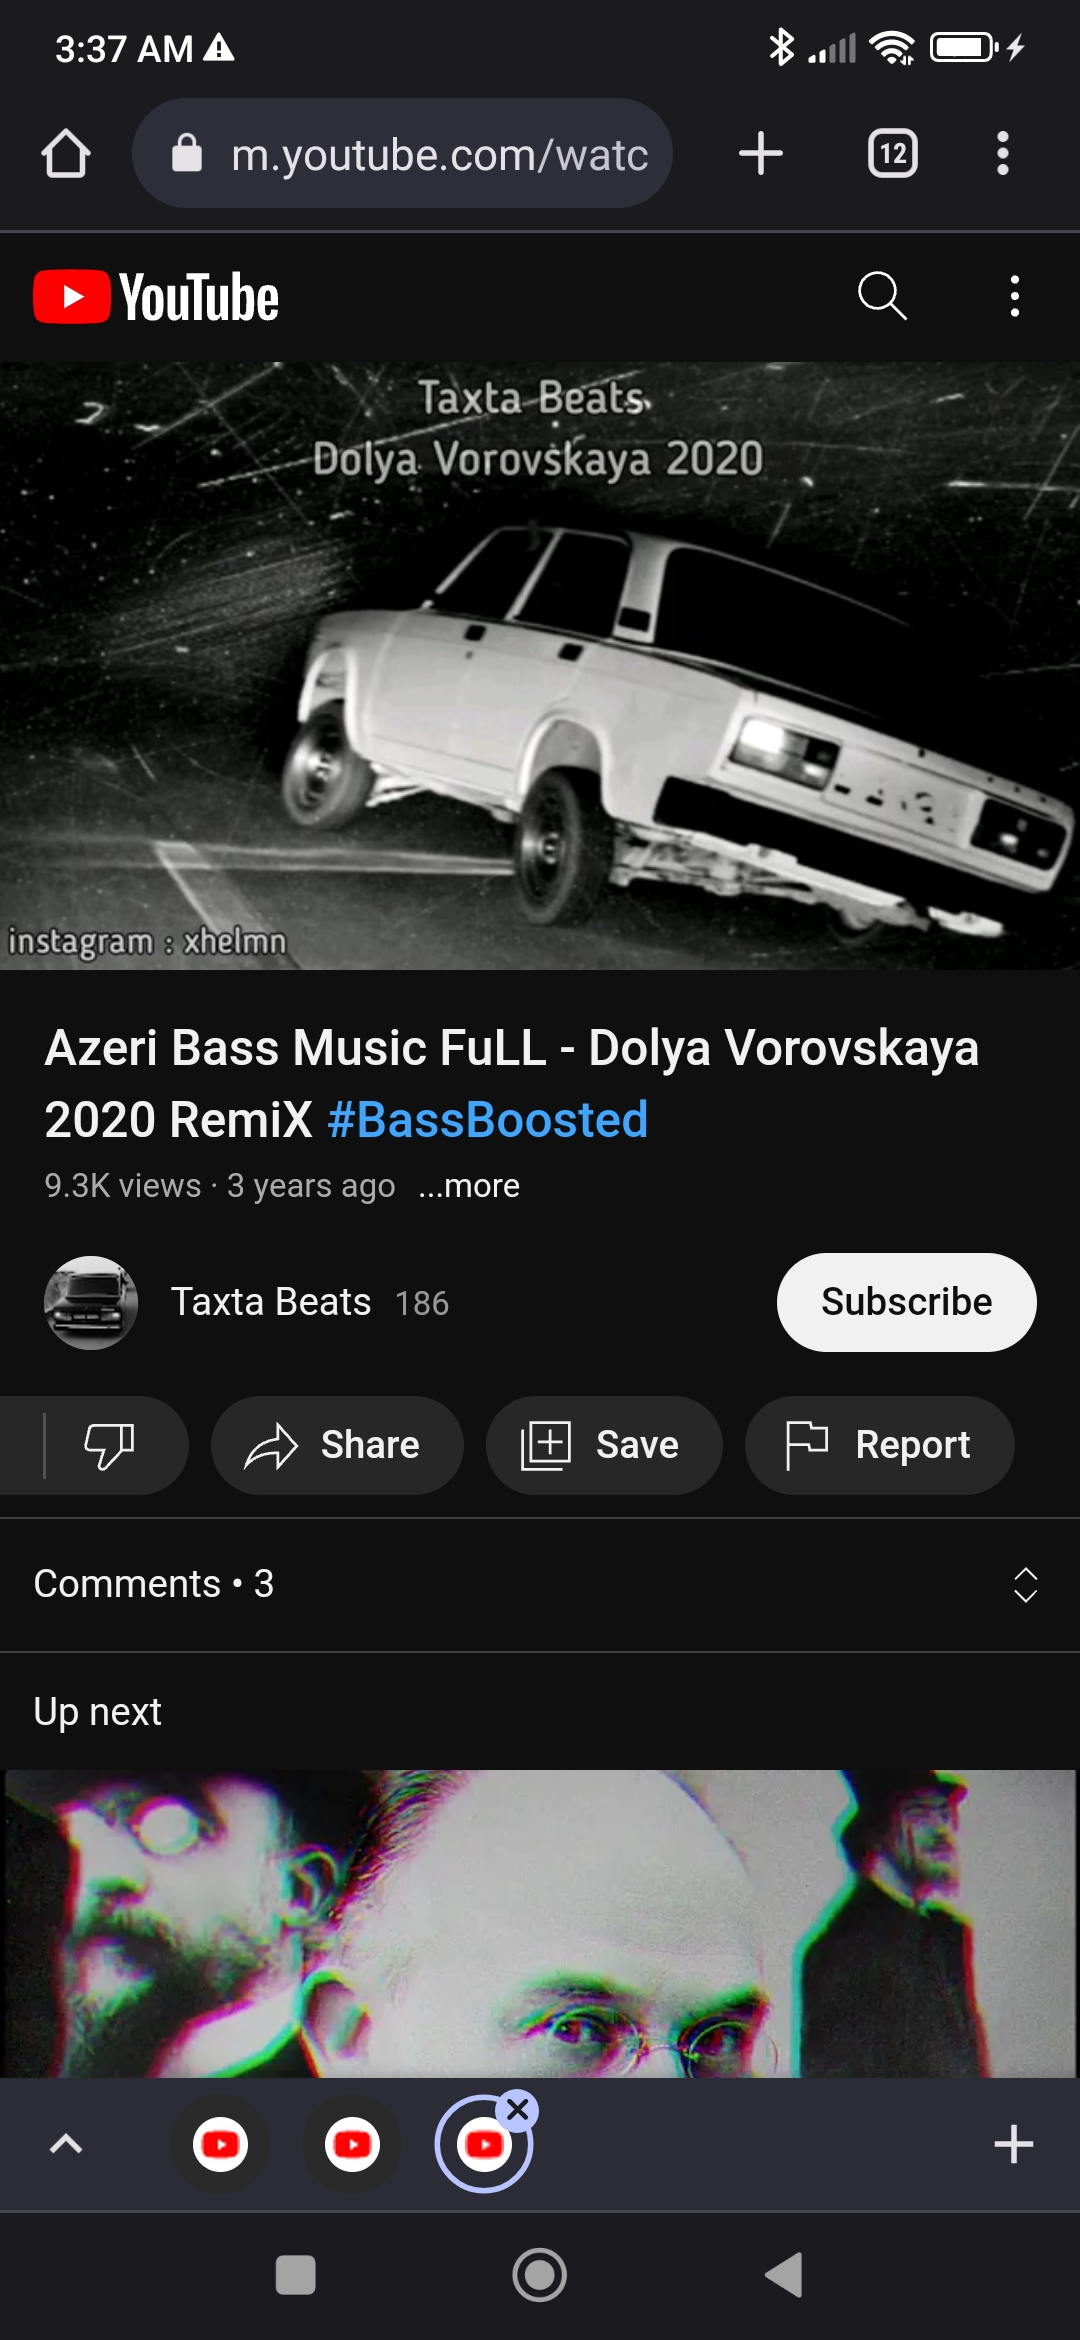 3:37 AM
m.youtube.com/watc
12
YouTube
Taxta Beats
Dolya Vorovskaya 2020
instagram : xhelmn
Azeri Bass Music FuLL - Dolya Vorovskaya
2020 RemiX #BassBoosted
9.3K views · 3 years ago ...more
Taxta Beats 186
Subscribe
Share
Save
Report
Comments • 3
Up next